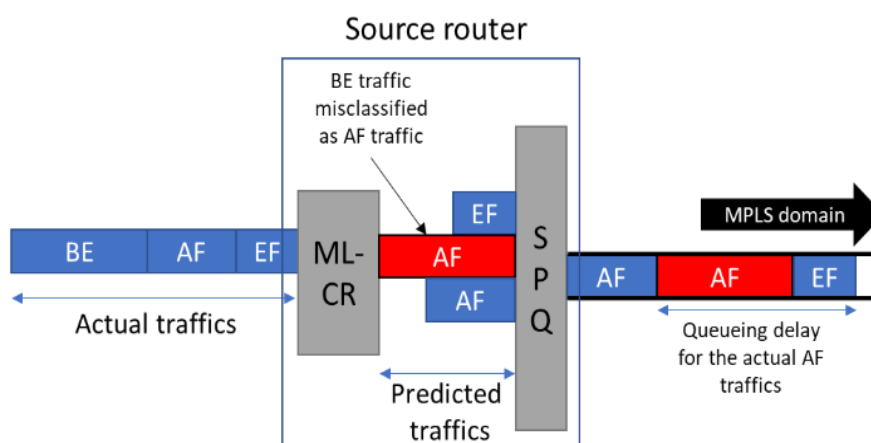 Source router
BE traffic
misclassified
as AF traffic
BE AF EF
Actual traffics
ML-
CR
EF
AF
AF
Predicted
traffics
S
P
Q
MPLS domain
AF AF EF
Queueing delay
for the actual AF
traffics